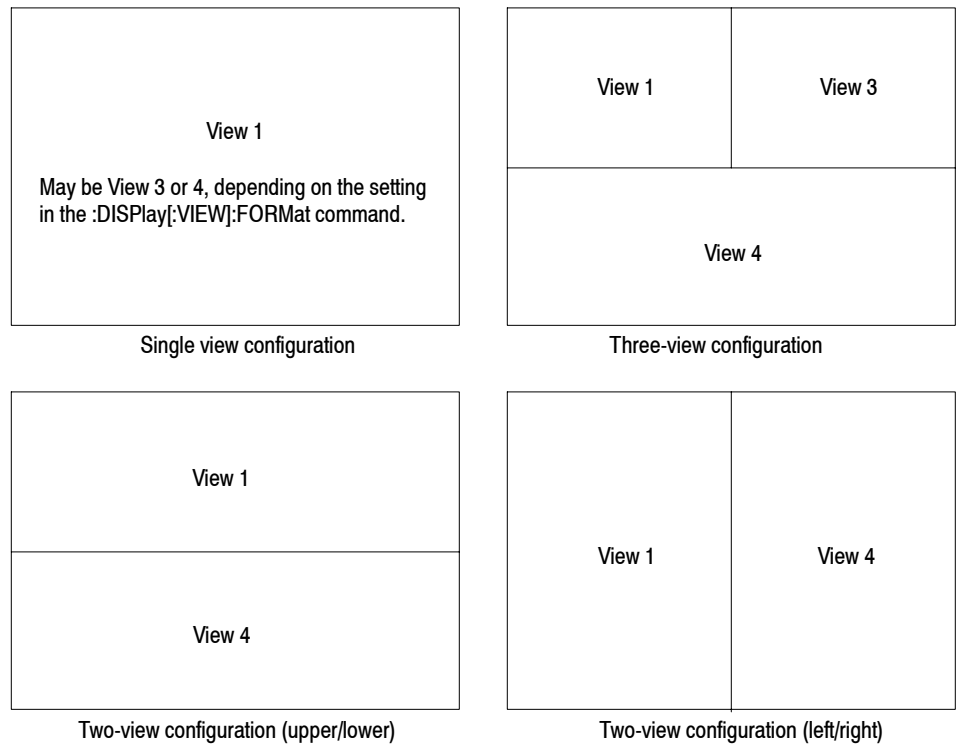 View 1
May be View 3 or 4, depending on the setting
in the :DISPlay[:VIEW]:FORMat command.
Single view configuration
View 1
View 3
View 4
Three-view configuration
View 1
View 4
Two-view configuration (upper/lower)
View 1
View 4
Two-view configuration (left/right)